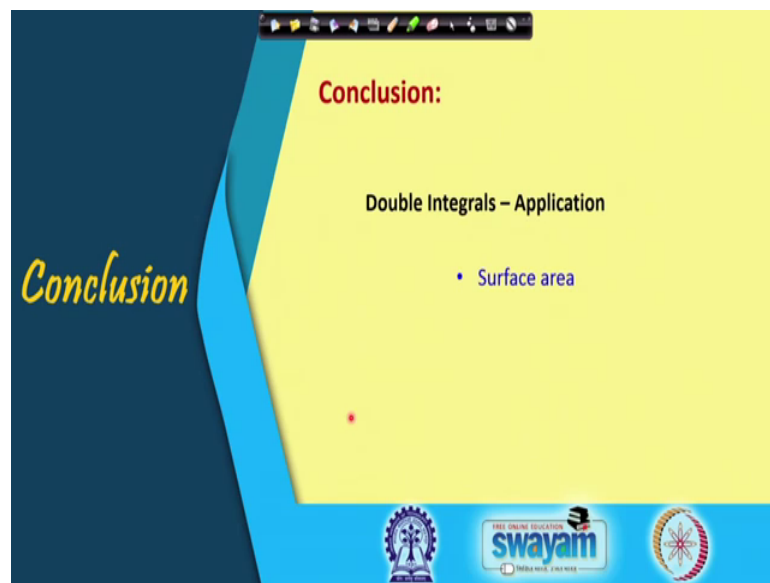 Conclusion:
Double Integrals – Application
• Surface area
Conclusion
FREE ONLINE EDUCATION
swayam